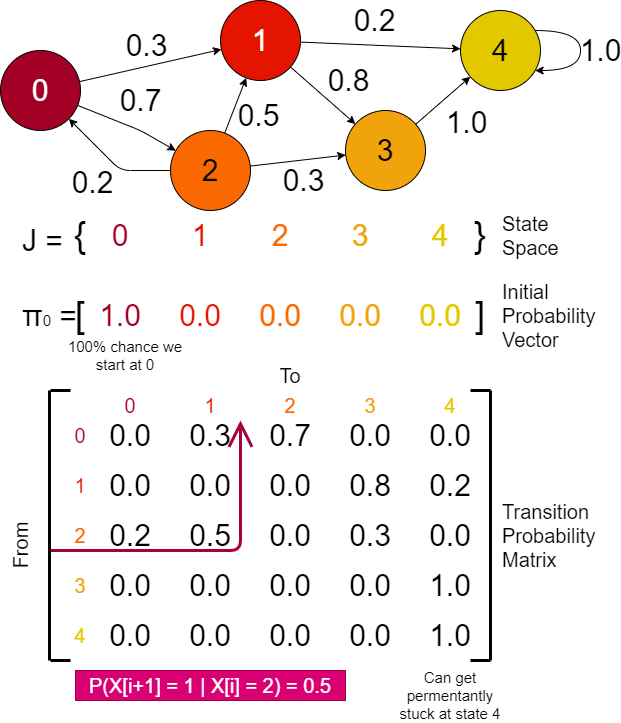 0.3
0.2
1
4
1.0
0
0.7
0.8
0.5
3
1.0
2
0.2
0.3
J = { 0 1 2 3 4 } State
Space
Initial
π0 =[ 1.0 0.0 0.0 0.0 0.0 ] Probability
Vector
100% chance we
start at 0
To
0 1 2 3 4
0 0.0 0.3 0.7 0.0 0.0
1 0.0 0.0 0.0 0.8 0.2
2 0.2 0.5 0.0 0.3 0.0
3 0.0 0.0 0.0 0.0 1.0
4 0.0 0.0 0.0 0.0 1.0
From
Transition
Probability
Matrix
P(X[i+1] = 1 | X[i] = 2) = 0.5
Can get
permentantly
stuck at state 4